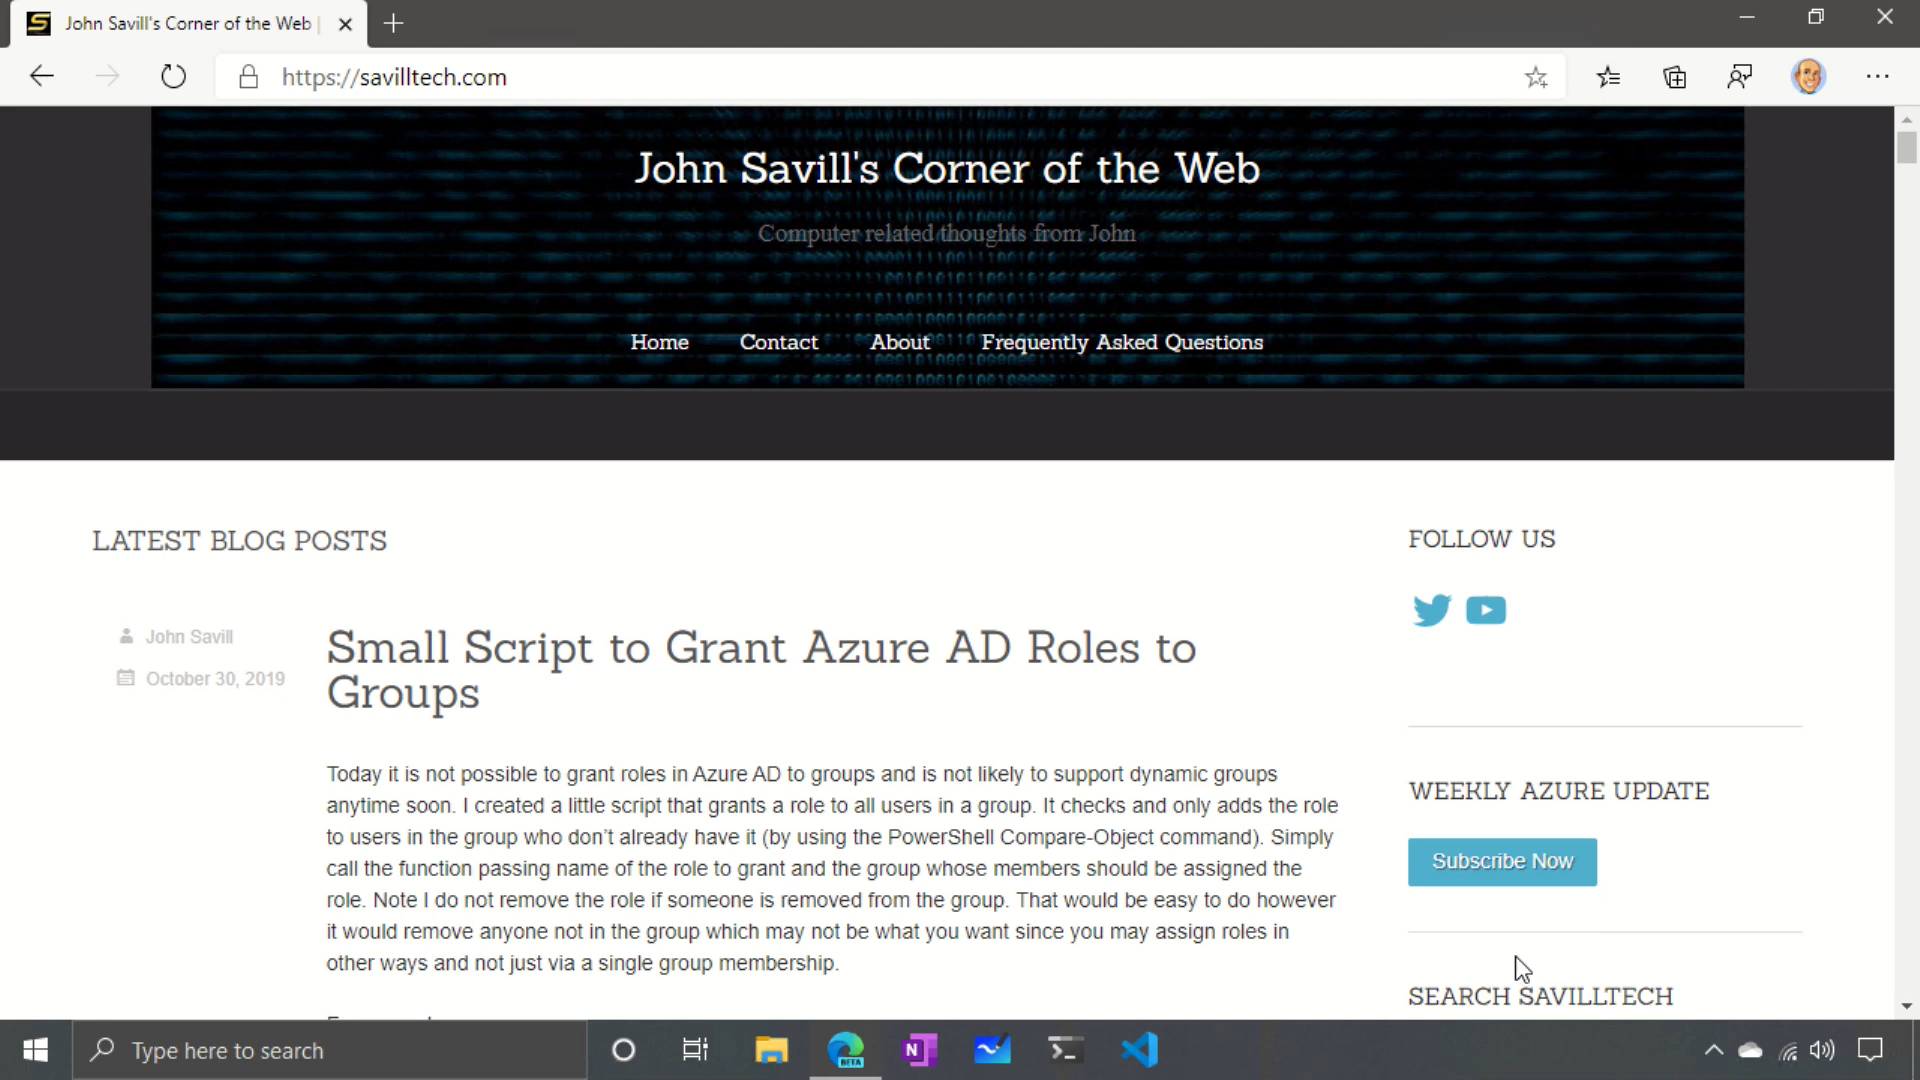 John Savill's Corner of the Web |
https://savilltech.com
John Savill's Corner of the Web
Computer related thoughts from John
Home
Contact
About
Frequently Asked Questions
LATEST BLOG POSTS
John Savill
October 30, 2019
Small Script to Grant Azure AD Roles to
Groups
Today it is not possible to grant roles in Azure AD to groups and is not likely to support dynamic groups
anytime soon. I created a little script that grants a role to all users in a group. It checks and only adds the role
to users in the group who don’t already have it (by using the PowerShell Compare-Object command). Simply
call the function passing name of the role to grant and the group whose members should be assigned the
role. Note I do not remove the role if someone is removed from the group. That would be easy to do however
it would remove anyone not in the group which may not be what you want since you may assign roles in
other ways and not just via a single group membership.
FOLLOW US
WEEKLY AZURE UPDATE
Subscribe Now
SEARCH SAVILLTECH
Type here to search
BETA
N